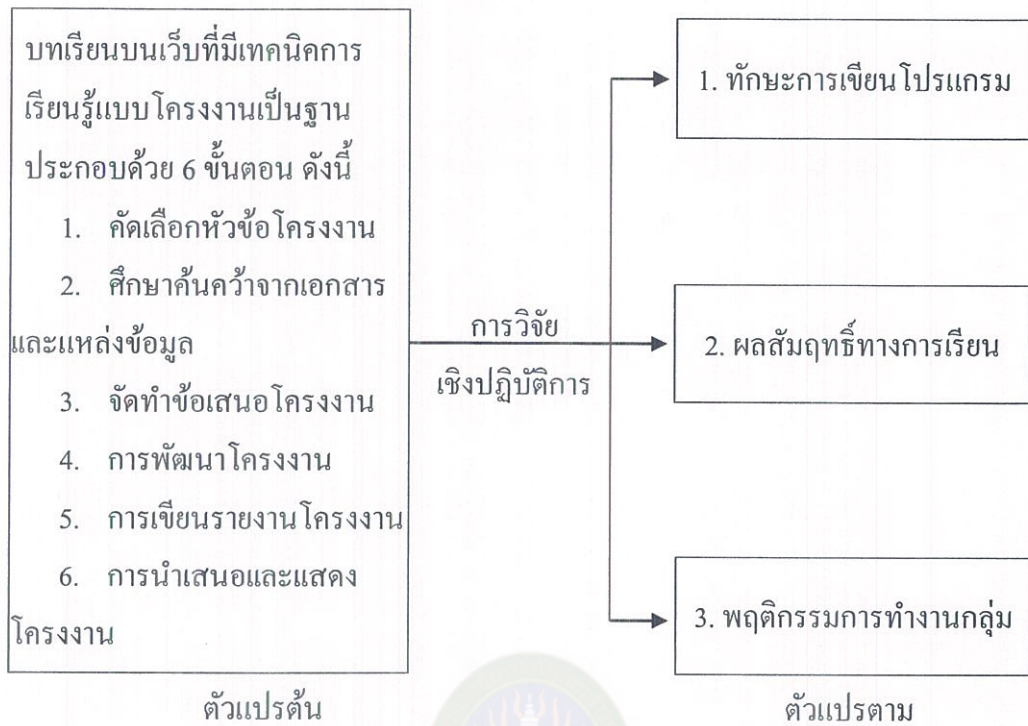 บทเรียนบนเว็บที่มีเทคนิคการ
เรียนรู้แบบโครงงานเป็นฐาน
ประกอบด้วย 6 ขั้นตอน ดังนี้
1. คัดเลือกหัวข้อโครงงาน
2. ศึกษาค้นคว้าจากเอกสาร
และแหล่งข้อมูล
3. จัดทำข้อเสนอโครงงาน
4. การพัฒนาโครงงาน
5. การเขียนรายงานโครงงาน
6. การนำเสนอและแสดง
โครงงาน
ตัวแปรต้น
การวิจัย
เชิงปฏิบัติการ
1. ทักษะการเขียนโปรแกรม
2. ผลสัมฤทธิ์ทางการเรียน
3. พฤติกรรมการทำงานกลุ่ม
ตัวแปรตาม